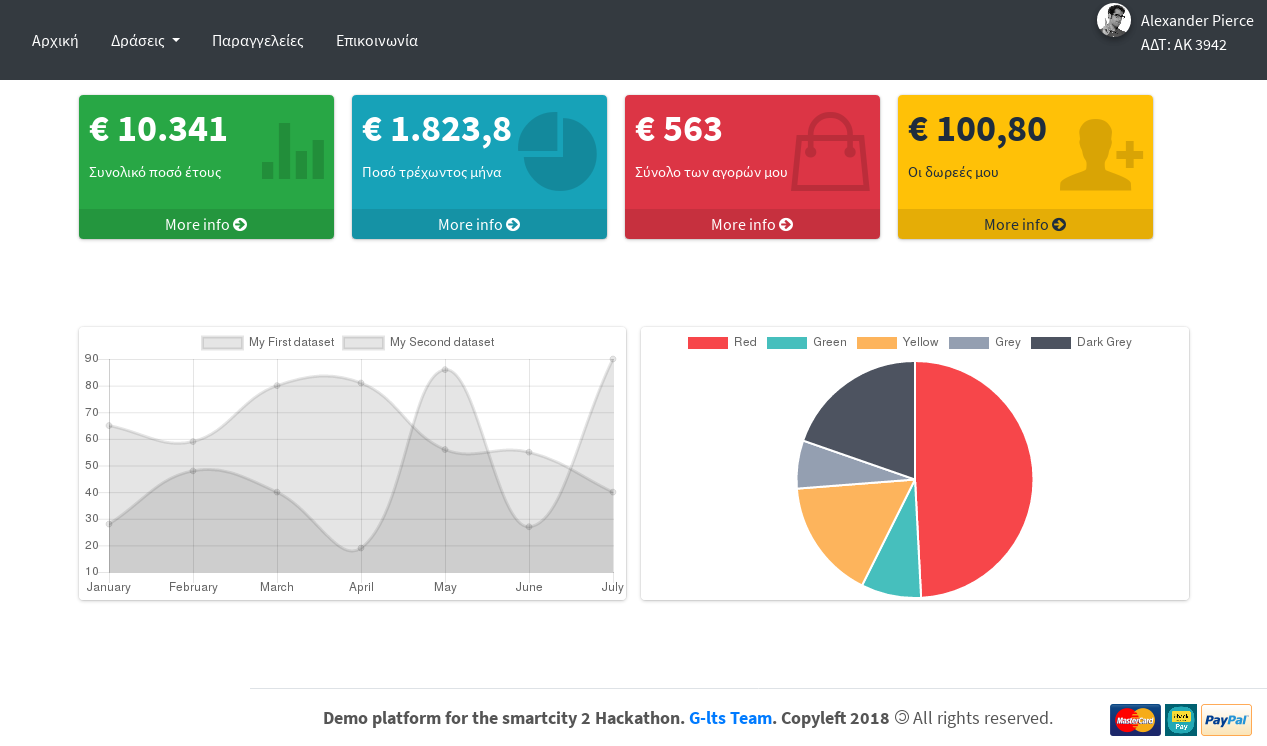 Αρχική Δράσεις Παραγγελείες Επικοινωνία
Alexander Pierce
ΑΔΤ: ΑΚ 3942
€ 10.341
Συνολικό ποσό έτους
More info
€ 1.823,8
Ποσό τρέχωντος μήνα
More info
€ 563
Σύνολο των αγορών μου
More info
€ 100,80
Οι δωρεές μου
More info
My First dataset My Second dataset
90
80
70
60
50
40
30
20
10
January February March April May June July
Red Green Yellow Grey Dark Grey
Demo platform for the smartcity 2 Hackathon. G-lts Team. Copyleft 2018 🄯 All rights reserved.
MasterCard
check
Pay
PayPal